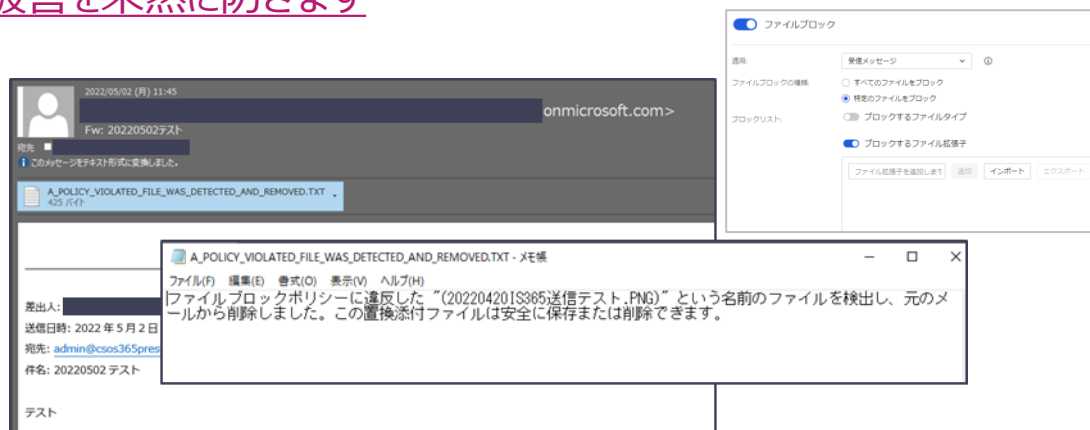 被害を未然に防ぎます
ファイルブロック
適用:
受信メッセージ
ファイルブロックの種類:
すべてのファイルをブロック
特定のファイルをブロック
ブロックリスト:
ブロックするファイルタイプ
ブロックするファイル拡張子
ファイル拡張子を追加します
追加
インポート
エクスポート
2022/05/02 (月) 11:45
onmicrosoft.com>
Fw: 20220502テスト
宛先
このメッセージをテキスト形式に変換しました。
A_POLICY_VIOLATED_FILE_WAS_DETECTED_AND_REMOVED.TXT
425 バイト
A_POLICY_VIOLATED_FILE_WAS_DETECTED_AND_REMOVED.TXT - メモ帳
ファイル(F) 編集(E) 書式(O) 表示(V) ヘルプ(H)
ファイルブロックポリシーに違反した "(20220420IS365送信テスト.PNG)" という名前のファイルを検出し、元のメ
ールから削除しました。この置換添付ファイルは安全に保存または削除できます。
差出人:
送信日時: 2022 年 5 月 2 日
宛先: admin@csos365pres
件名: 20220502 テスト
テスト